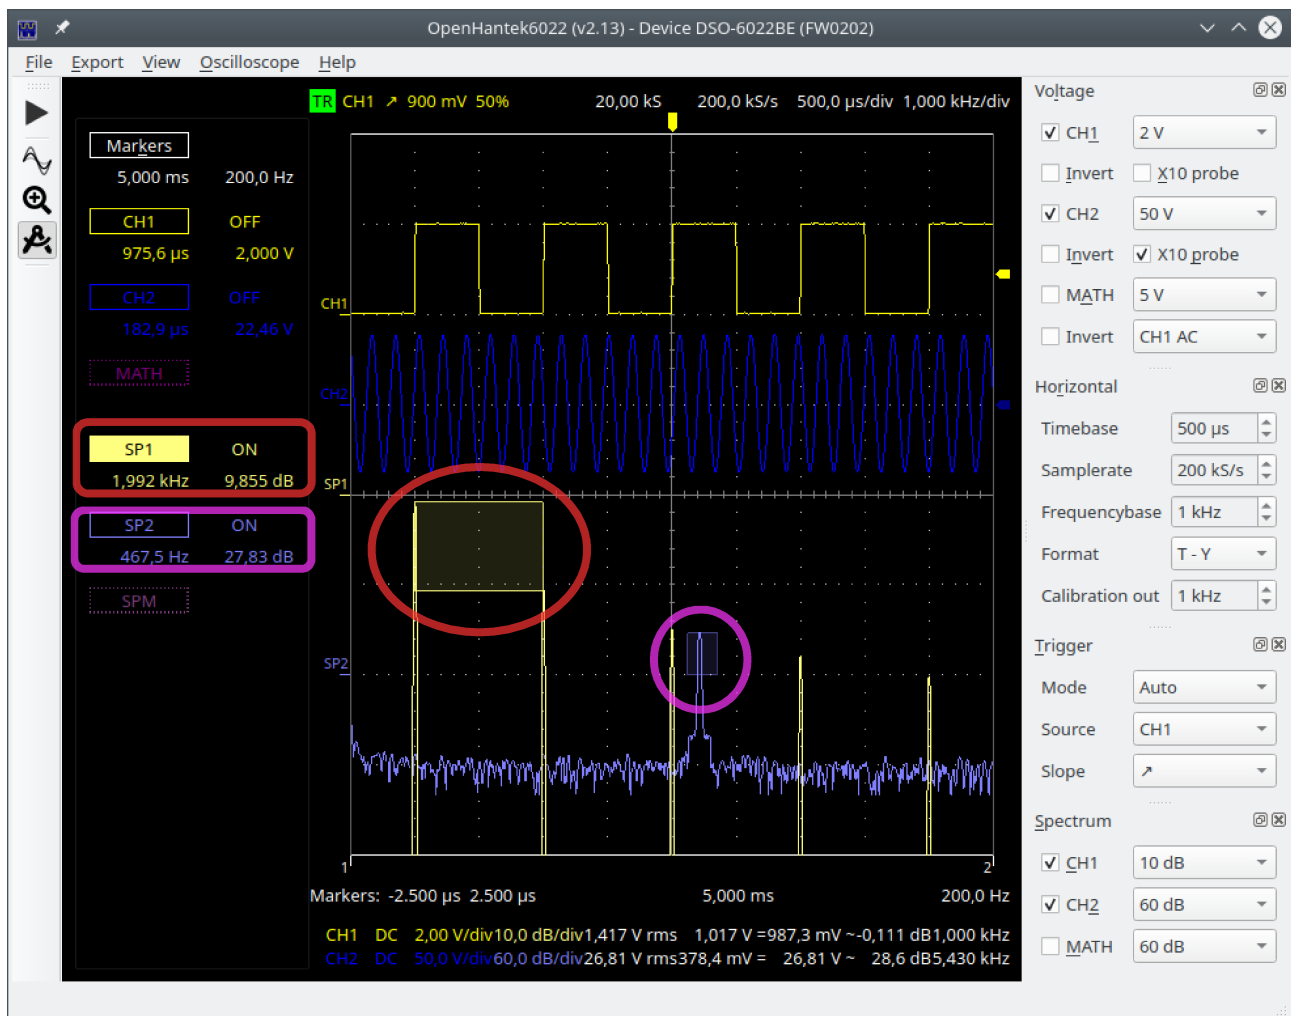 OpenHantek6022 (v2.13) - Device DSO-6022BE (FW0202)
File Export View Oscilloscope Help
TR CH1 ↗ 900 mV 50% 20,00 kS 200,0 kS/s 500,0 µs/div 1,000 kHz/div
Markers
5,000 ms 200,0 Hz
CH1 OFF
975,6 µs 2,000 V
CH2 OFF
182,9 µs 22,46 V
MATH
SP1 ON
1,992 kHz 9,855 dB
SP2 ON
467,5 Hz 27,83 dB
SPM
CH1
CH2
SP1
SP2
1 2
Markers: -2.500 µs 2.500 µs 5,000 ms 200,0 Hz
CH1 DC 2,00 V/div10,0 dB/div1,417 V rms 1,017 V =987,3 mV ~-0,111 dB1,000 kHz
CH2 DC 50,0 V/div60,0 dB/div26,81 V rms378,4 mV = 26,81 V ~ 28,6 dB5,430 kHz
Voltage
CH1 2 V
Invert X10 probe
CH2 50 V
Invert X10 probe
MATH 5 V
Invert CH1 AC
Horizontal
Timebase 500 µs
Samplerate 200 kS/s
Frequencybase 1 kHz
Format T - Y
Calibration out 1 kHz
Trigger
Mode Auto
Source CH1
Slope ↗
Spectrum
CH1 10 dB
CH2 60 dB
MATH 60 dB